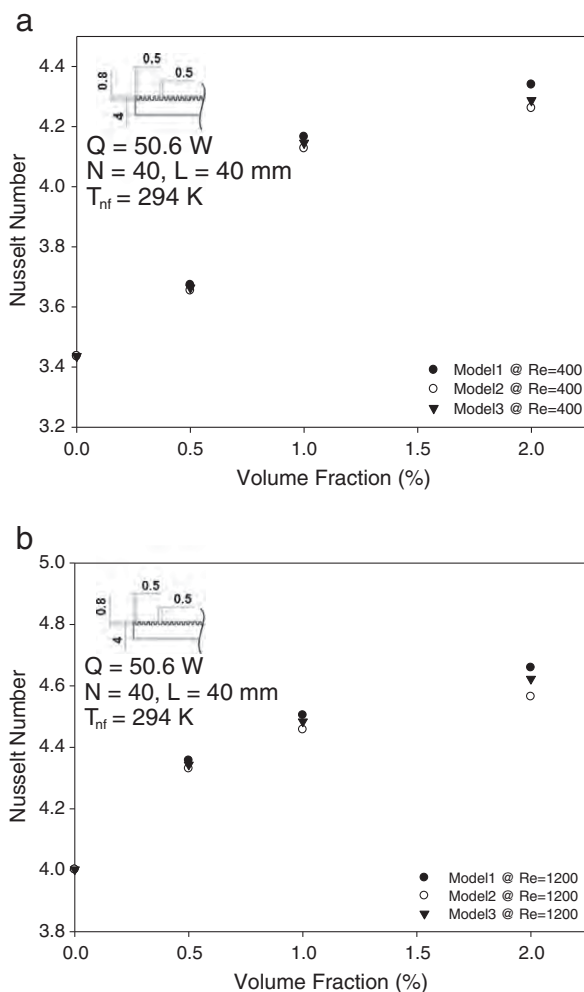 a
4.4
4.2
4.0
3.8
3.6
3.4
3.2
Nusselt Number
0.5
0.5
0.8
4
Q = 50.6 W
N = 40, L = 40 mm
Tnf = 294 K
Model1 @ Re=400
Model2 @ Re=400
Model3 @ Re=400
0.0 0.5 1.0 1.5 2.0
Volume Fraction (%)
b
5.0
4.8
4.6
4.4
4.2
4.0
3.8
Nusselt Number
0.5
0.5
0.8
4
Q = 50.6 W
N = 40, L = 40 mm
Tnf = 294 K
Model1 @ Re=1200
Model2 @ Re=1200
Model3 @ Re=1200
0.0 0.5 1.0 1.5 2.0
Volume Fraction (%)